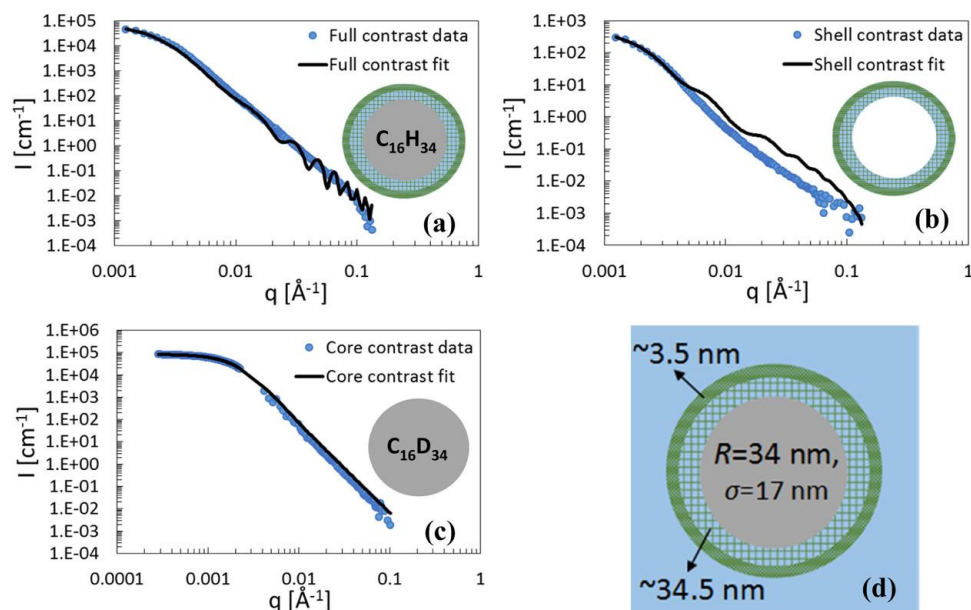 1.E+05
1.E+04
1.E+03
1.E+02
1.E+01
1.E+00
1.E-01
1.E-02
1.E-03
1.E-04
I [cm-1]
Full contrast data
Full contrast fit
C16H34
(a)
0.001
0.01
0.1
1
q [Å-1]
1.E+03
1.E+02
1.E+01
1.E+00
1.E-01
1.E-02
1.E-03
1.E-04
I [cm-1]
Shell contrast data
Shell contrast fit
(b)
0.001
0.01
0.1
1
q [Å-1]
1.E+06
1.E+05
1.E+04
1.E+03
1.E+02
1.E+01
1.E+00
1.E-01
1.E-02
1.E-03
1.E-04
I [cm-1]
Core contrast data
Core contrast fit
C16D34
(c)
0.0001
0.001
0.01
0.1
1
q [Å-1]
~3.5 nm
R=34 nm,
σ=17 nm
~34.5 nm
(d)